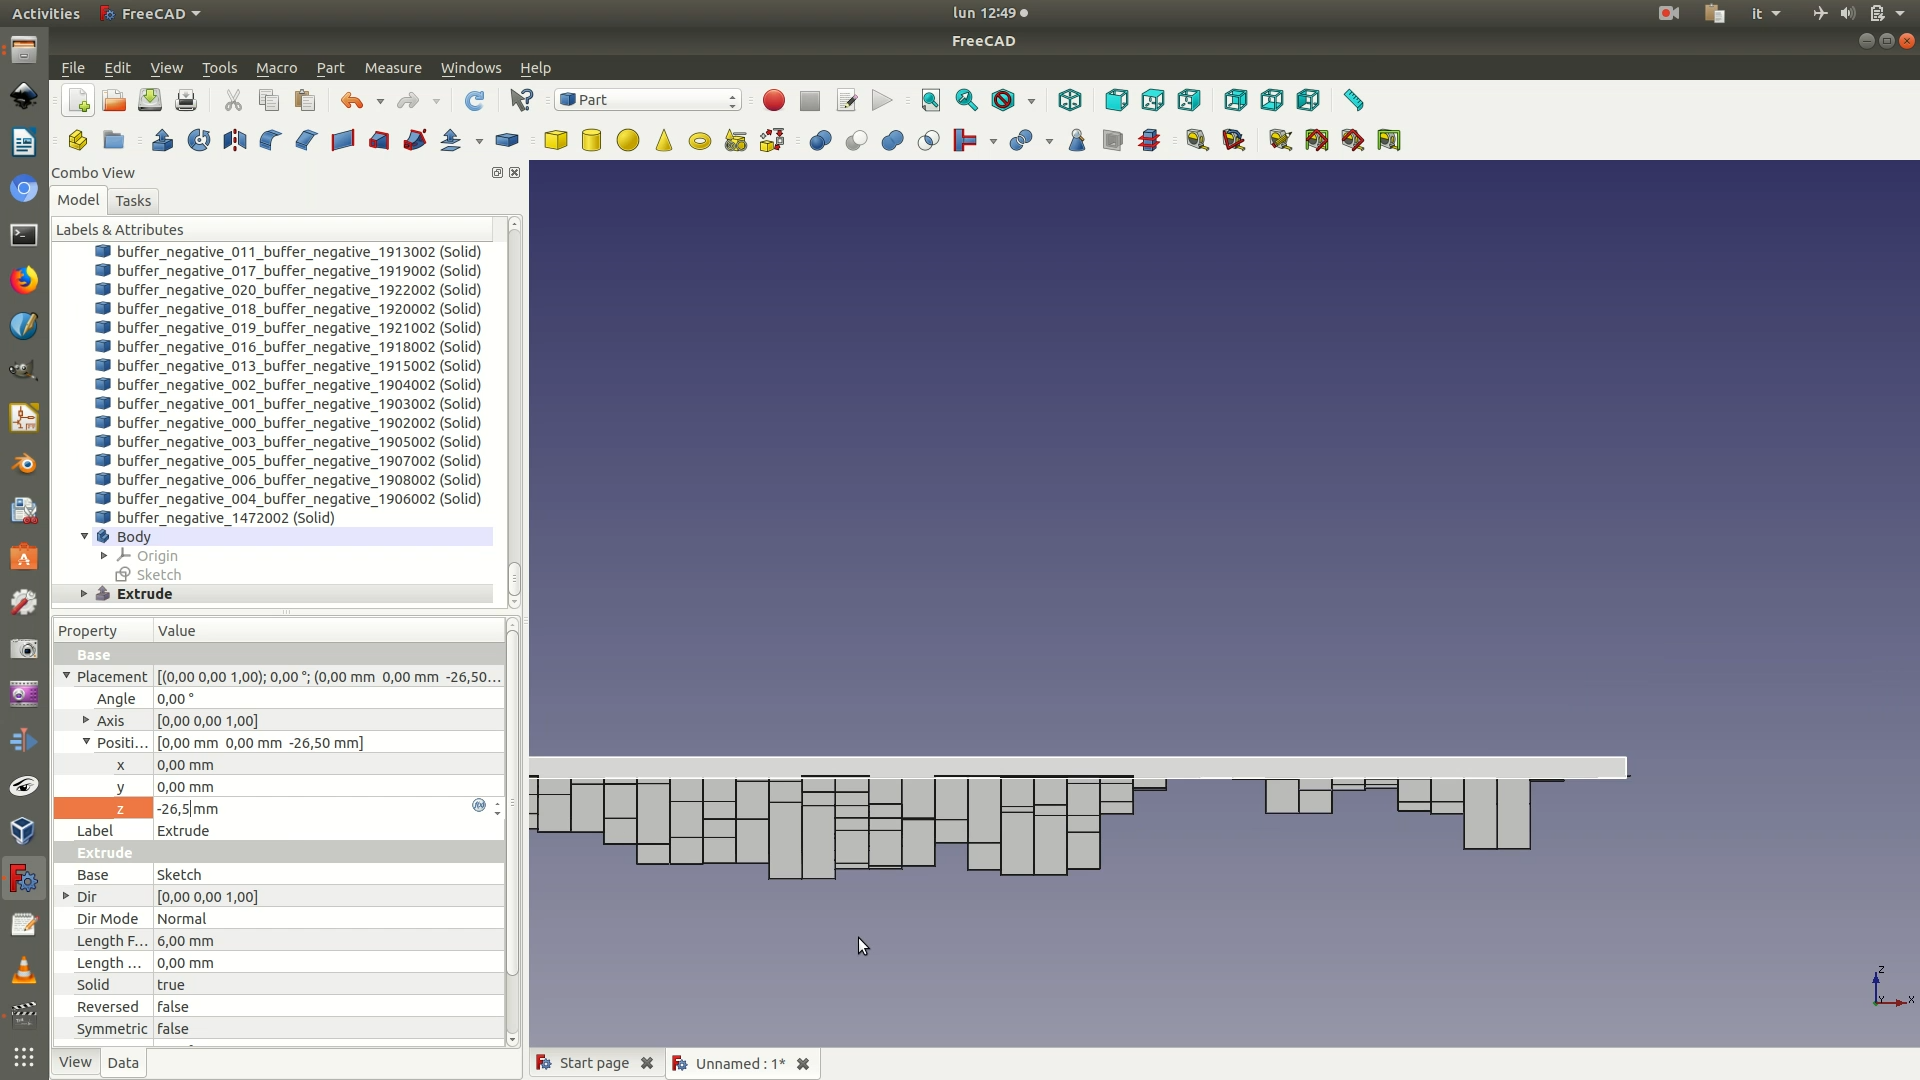 Activities FreeCAD lun 12:49 it
FreeCAD
File Edit View Tools Macro Part Measure Windows Help
Part
Combo View
Model Tasks
Labels & Attributes
buffer_negative_011_buffer_negative_1913002 (Solid)
buffer_negative_017_buffer_negative_1919002 (Solid)
buffer_negative_020_buffer_negative_1922002 (Solid)
buffer_negative_018_buffer_negative_1920002 (Solid)
buffer_negative_019_buffer_negative_1921002 (Solid)
buffer_negative_016_buffer_negative_1918002 (Solid)
buffer_negative_013_buffer_negative_1915002 (Solid)
buffer_negative_002_buffer_negative_1904002 (Solid)
buffer_negative_001_buffer_negative_1903002 (Solid)
buffer_negative_000_buffer_negative_1902002 (Solid)
buffer_negative_003_buffer_negative_1905002 (Solid)
buffer_negative_005_buffer_negative_1907002 (Solid)
buffer_negative_006_buffer_negative_1908002 (Solid)
buffer_negative_004_buffer_negative_1906002 (Solid)
buffer_negative_1472002 (Solid)
Body
Origin
Sketch
Extrude
Property Value
Base
Placement [(0,00 0,00 1,00); 0,00 °; (0,00 mm 0,00 mm -26,50...
Angle 0,00 °
Axis [0,00 0,00 1,00]
Positi... [0,00 mm 0,00 mm -26,50 mm]
x 0,00 mm
y 0,00 mm
z -26,5 mm
Label Extrude
Extrude
Base Sketch
Dir [0,00 0,00 1,00]
Dir Mode Normal
Length F... 6,00 mm
Length ... 0,00 mm
Solid true
Reversed false
Symmetric false
View Data
Start page Unnamed : 1*
z
Y x